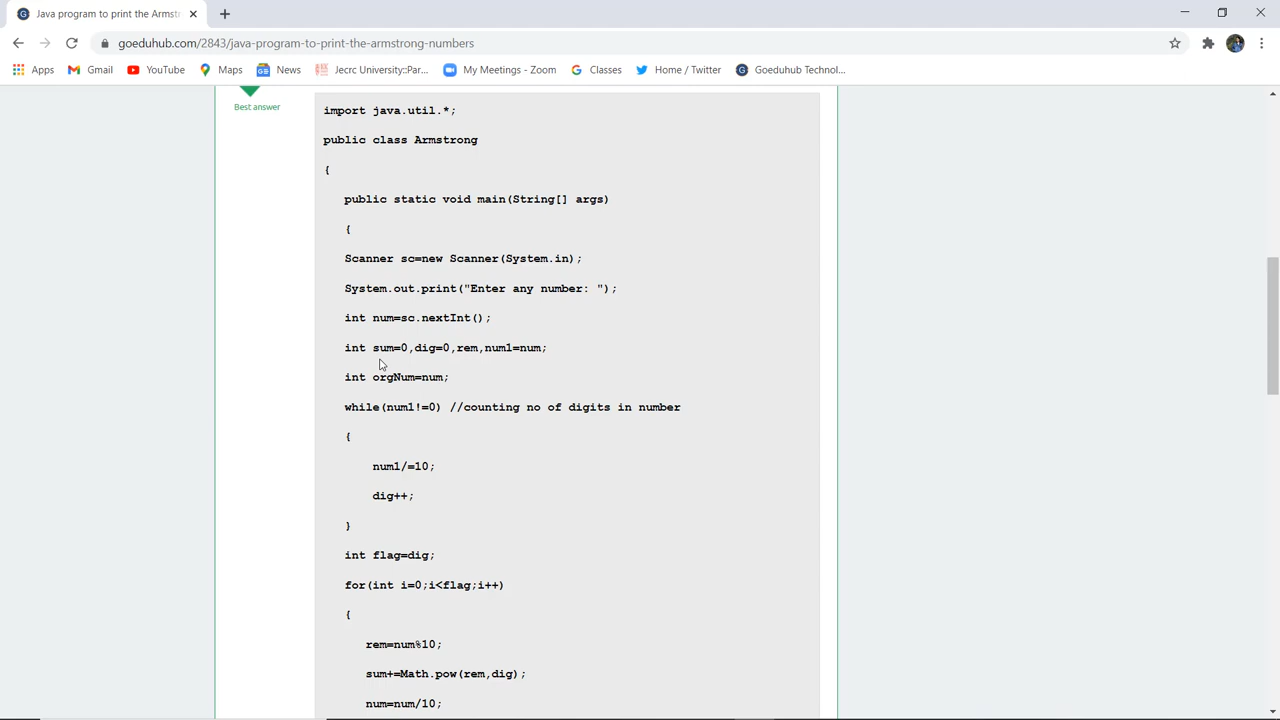 Java program to print the Armst
goeduhub.com/2843/java-program-to-print-the-armstrong-numbers
Apps Gmail YouTube Maps News Jecrc University::Par... My Meetings - Zoom Classes Home / Twitter Goeduhub Technol...
Best answer
import java.util.*;
public class Armstrong
{
public static void main(String[] args)
{
Scanner sc=new Scanner(System.in);
System.out.print("Enter any number: ");
int num=sc.nextInt();
int sum=0,dig=0,rem,num1=num;
int orgNum=num;
while(num1!=0) //counting no of digits in number
{
num1/=10;
dig++;
}
int flag=dig;
for(int i=0;i<flag;i++)
{
rem=num%10;
sum+=Math.pow(rem,dig);
num=num/10;